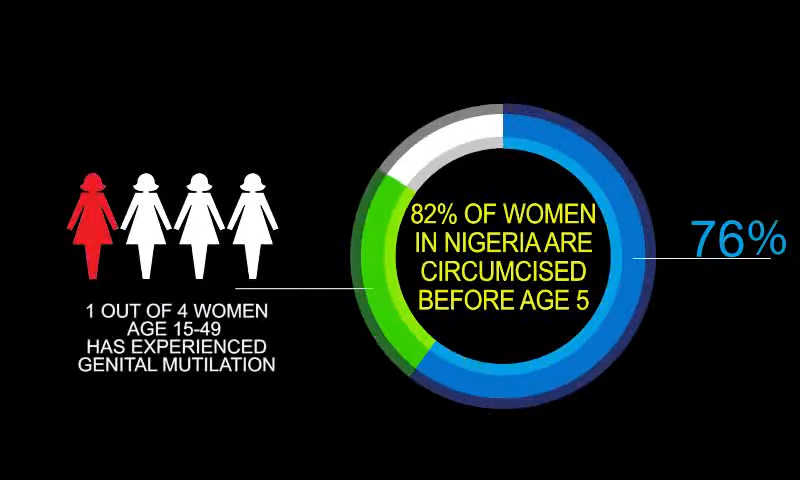 82% OF WOMEN
IN NIGERIA ARE
CIRCUMCISED
BEFORE AGE 5
76%
1 OUT OF 4 WOMEN
AGE 15-49
HAS EXPERIENCED
GENITAL MUTILATION